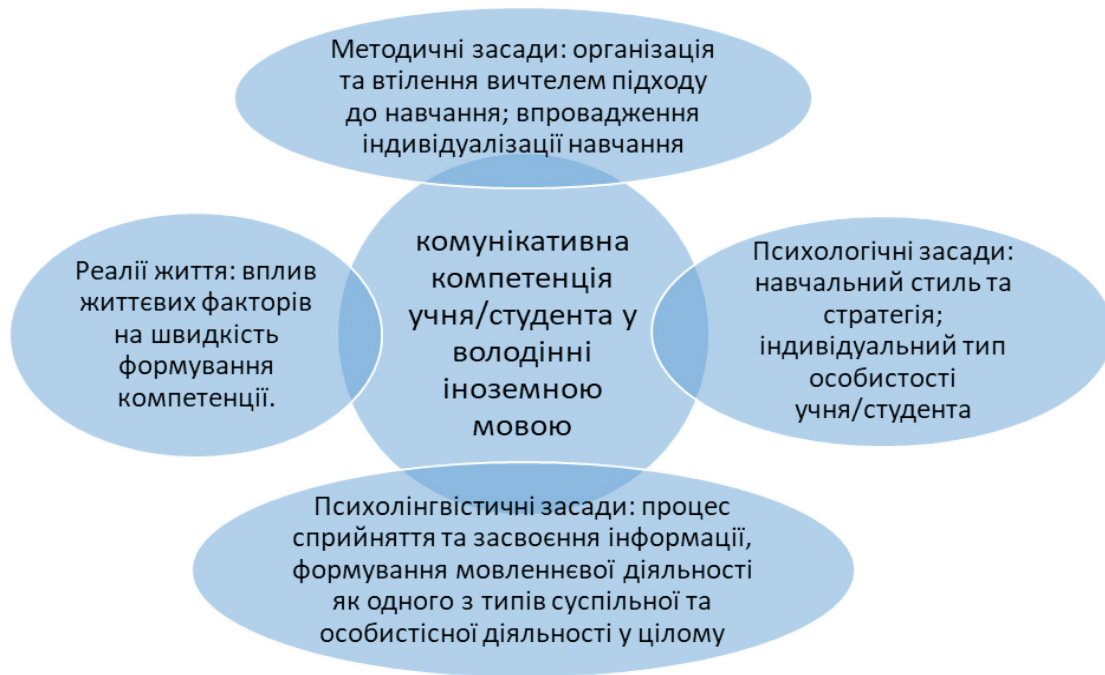 Методичні засади: організація
та втілення вичтелем підходу
до навчання; впровадження
індивідуалізації навчання
Реалії життя: вплив
життєвих факторів
на швидкість
формування
компетенції.
комунікативна
компетенція
учня/студента у
володінні
іноземною
мовою
Психологічні засади:
навчальний стиль та
стратегія;
індивідуальний тип
особистості
учня/студента
Психолінгвістичні засади: процес
сприйняття та засвоєння інформації,
формування мовленнєвої діяльності
як одного з типів суспільної та
особистісної діяльності у цілому